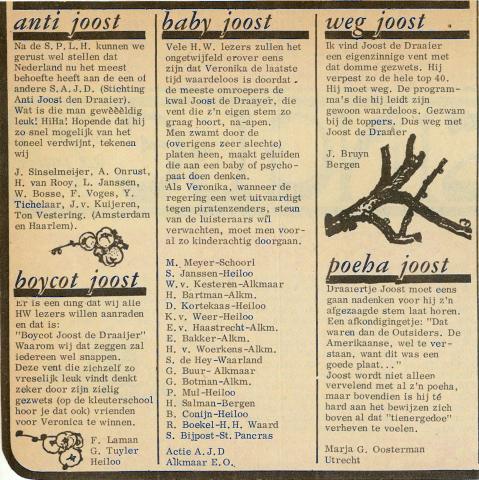 anti joost
Na de S.P.L.H. kunnen we
gerust wel stellen dat
Nederland nu het meest
behoefte heeft aan de een of
andere S.A.J.D. (Stichting
Anti Joost den Draaier).
Wat is die man gewèèèldig
leuk! HiHa! Hopende dat hij
zo snel mogelijk van het
toneel verdwijnt, tekenen
wij
J. Sinselmeijer, A. Onrust,
H. van Rooy, L. Janssen,
W. Bosse, F. Voges, Y.
Tichelaar, J.v. Kuijeren,
Ton Vestering. (Amsterdam
en Haarlem).
boycot joost
Er is een ding dat wij alle
HW lezers willen aanraden
en dat is:
"Boycot Joost de Draaijer"
Waarom wij dat zeggen zal
iedereen wel snappen.
Deze vent die zichzelf zo
vreselijk leuk vindt denkt
zeker door zijn zielig
gezwets (op de kleuterschool
hoor je dat ook) vrienden
voor Veronica te winnen.
F. Laman
G. Tuyler
Heiloo
baby joost
Vele H.W. lezers zullen het
ongetwijfeld erover eens
zijn dat Veronika de laatste
tijd waardeloos is doordat
de meeste omroepers de
kwal Joost de Draayer, die
vent die z'n eigen stem zo
graag hoort, na-apen.
Men zwamt door de
(overigens zeer slechte)
platen heen, maakt geluiden
die aan een baby of psycho-
paat doen denken.
Als Veronika, wanneer de
regering een wet uitvaardigt
tegen piratenzenders, steun
van de luisteraars wil
verwachten, moet men voor-
al zo kinderachtig doorgaan.
M. Meyer-Schoorl
S. Janssen-Heiloo
W.v. Kesteren-Alkmaar
H. Bartman-Alkm.
D. Kortekaas-Heiloo
K.v. Weer-Heiloo
E.v. Haastrecht-Alkm.
E. Bakker-Alkm.
H.v. Woerkens-Alkm.
S. de Hey-Waarland
G. Buur- Alkmaar
G. Botman-Alkm.
P. Mul-Heiloo
H. Salman-Bergen
B. Conijn-Heiloo
R. Boekel-H.H. Waard
S. Bijpost-St. Pancras
Actie A.J.D
Alkmaar E.O.
weg joost
Ik vind Joost de Draaier
een eigenzinnige vent met
dat domme gezwets. Hij
verpest zo de hele top 40.
Hij moet weg. De program-
ma's die hij leidt zijn
gewoon waardeloos. Gezwam
bij de toppers. Dus weg met
Joost de Draaier
J. Bruyn
Bergen
poeha joost
Draaiertje Joost moet eens
gaan nadenken voor hij z'n
afgezaagde stem laat horen.
Een afkondigingetje: "Dat
waren dan de Outsiders. De
Amerikaanse, wel te ver-
staan, want dit was een
goede plaat..."
Joost wordt niet alleen
vervelend met al z'n poeha,
maar bovendien is hij té
hard aan het bewijzen zich
boven al dat "tienergedoe"
verheven te voelen.
Marja G. Oosterman
Utrecht